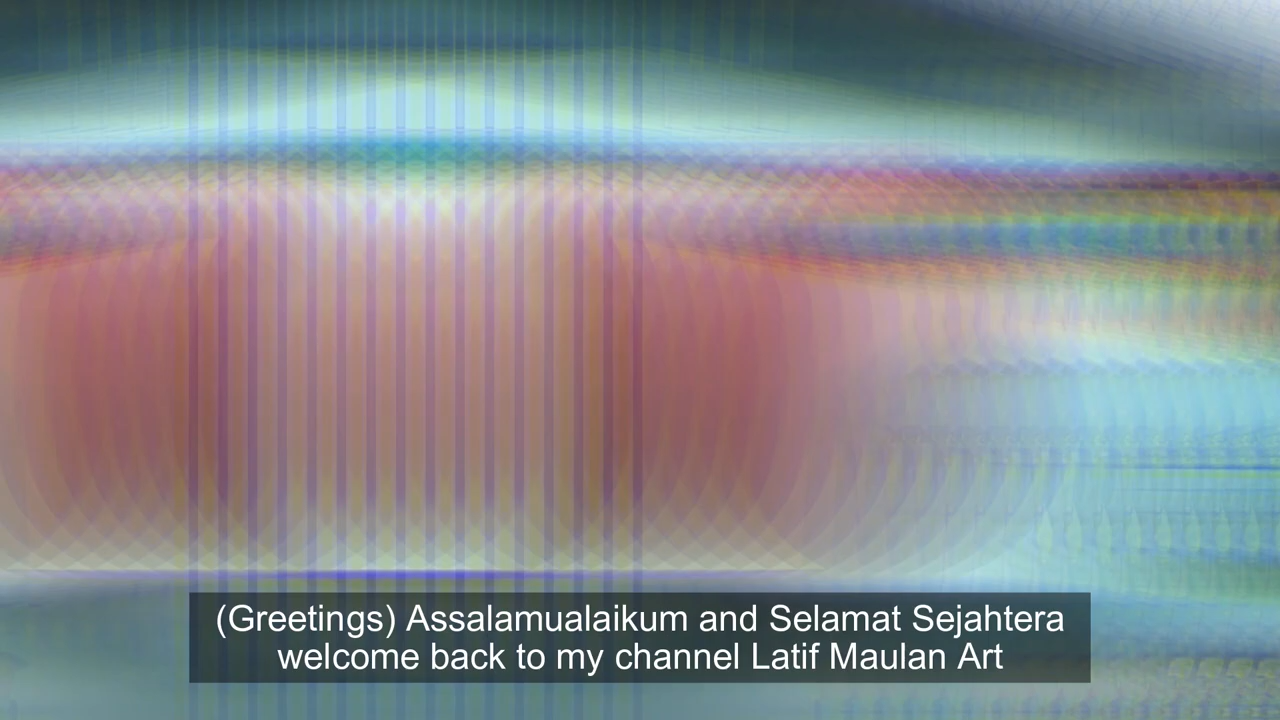 (Greetings) Assalamualaikum and Selamat Sejahtera
welcome back to my channel Latif Maulan Art